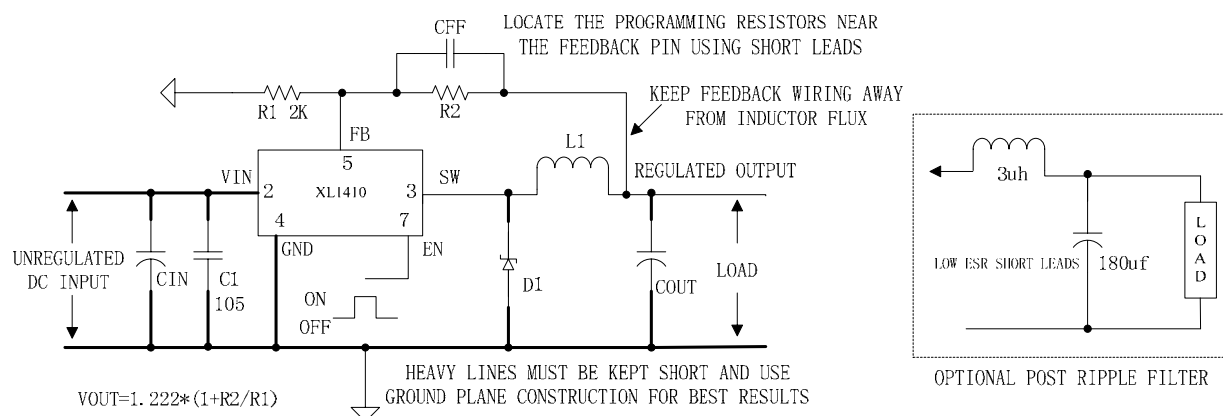 LOCATE THE PROGRAMMING RESISTORS NEAR
THE FEEDBACK PIN USING SHORT LEADS
CFF
R1 2K
R2
KEEP FEEDBACK WIRING AWAY
FROM INDUCTOR FLUX
FB
L1
VIN
5
SW
REGULATED OUTPUT
2
XL1410
3
4
7
GND
EN
UNREGULATED
DC INPUT
CIN
C1
105
ON
OFF
D1
COUT
LOAD
HEAVY LINES MUST BE KEPT SHORT AND USE
GROUND PLANE CONSTRUCTION FOR BEST RESULTS
VOUT=1.222*(1+R2/R1)
3uh
LOW ESR SHORT LEADS
180uf
LOAD
OPTIONAL POST RIPPLE FILTER